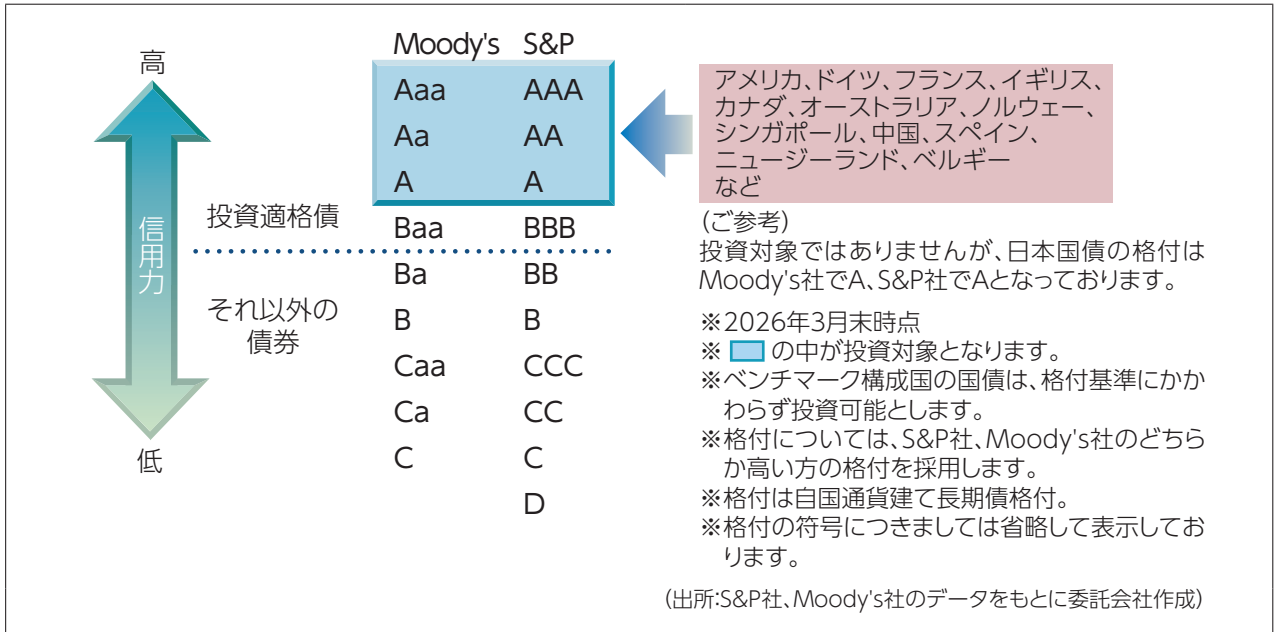 Moody's S&P
高
Aaa AAA
Aa AA
A A
投資適格債
Baa BBB
信用力
Ba BB
それ以外の
債券
B B
Caa CCC
Ca CC
低
C C
D
アメリカ、ドイツ、フランス、イギリス、
カナダ、オーストラリア、ノルウェー、
シンガポール、中国、スペイン、
ニュージーランド、ベルギー
など
(ご参考)
投資対象ではありませんが、日本国債の格付は
Moody's社でA、S&P社でAとなっております。
※2026年3月末時点
※ の中が投資対象となります。
※ベンチマーク構成国の国債は、格付基準にかか
わらず投資可能とします。
※格付については、S&P社、Moody's社のどちら
か高い方の格付を採用します。
※格付は自国通貨建て長期債格付。
※格付の符号につきましては省略して表示してお
ります。
(出所:S&P社、Moody's社のデータをもとに委託会社作成)